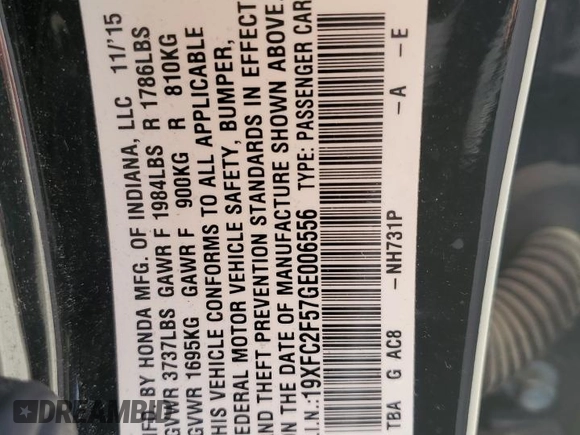 MFD. BY HONDA MFG. OF INDIANA, LLC 11/'15
GVWR 3737LBS GAWR F 1984LBS R 1786LBS
GVWR 1695KG GAWR F 900KG R 810KG
THIS VEHICLE CONFORMS TO ALL APPLICABLE
FEDERAL MOTOR VEHICLE SAFETY, BUMPER,
AND THEFT PREVENTION STANDARDS IN EFFECT
ON THE DATE OF MANUFACTURE SHOWN ABOVE.
V.I.N.:19XFC2F57GE006556 TYPE: PASSENGER CAR
TBA G AC8 -NH731P -A -E
DREAMBID